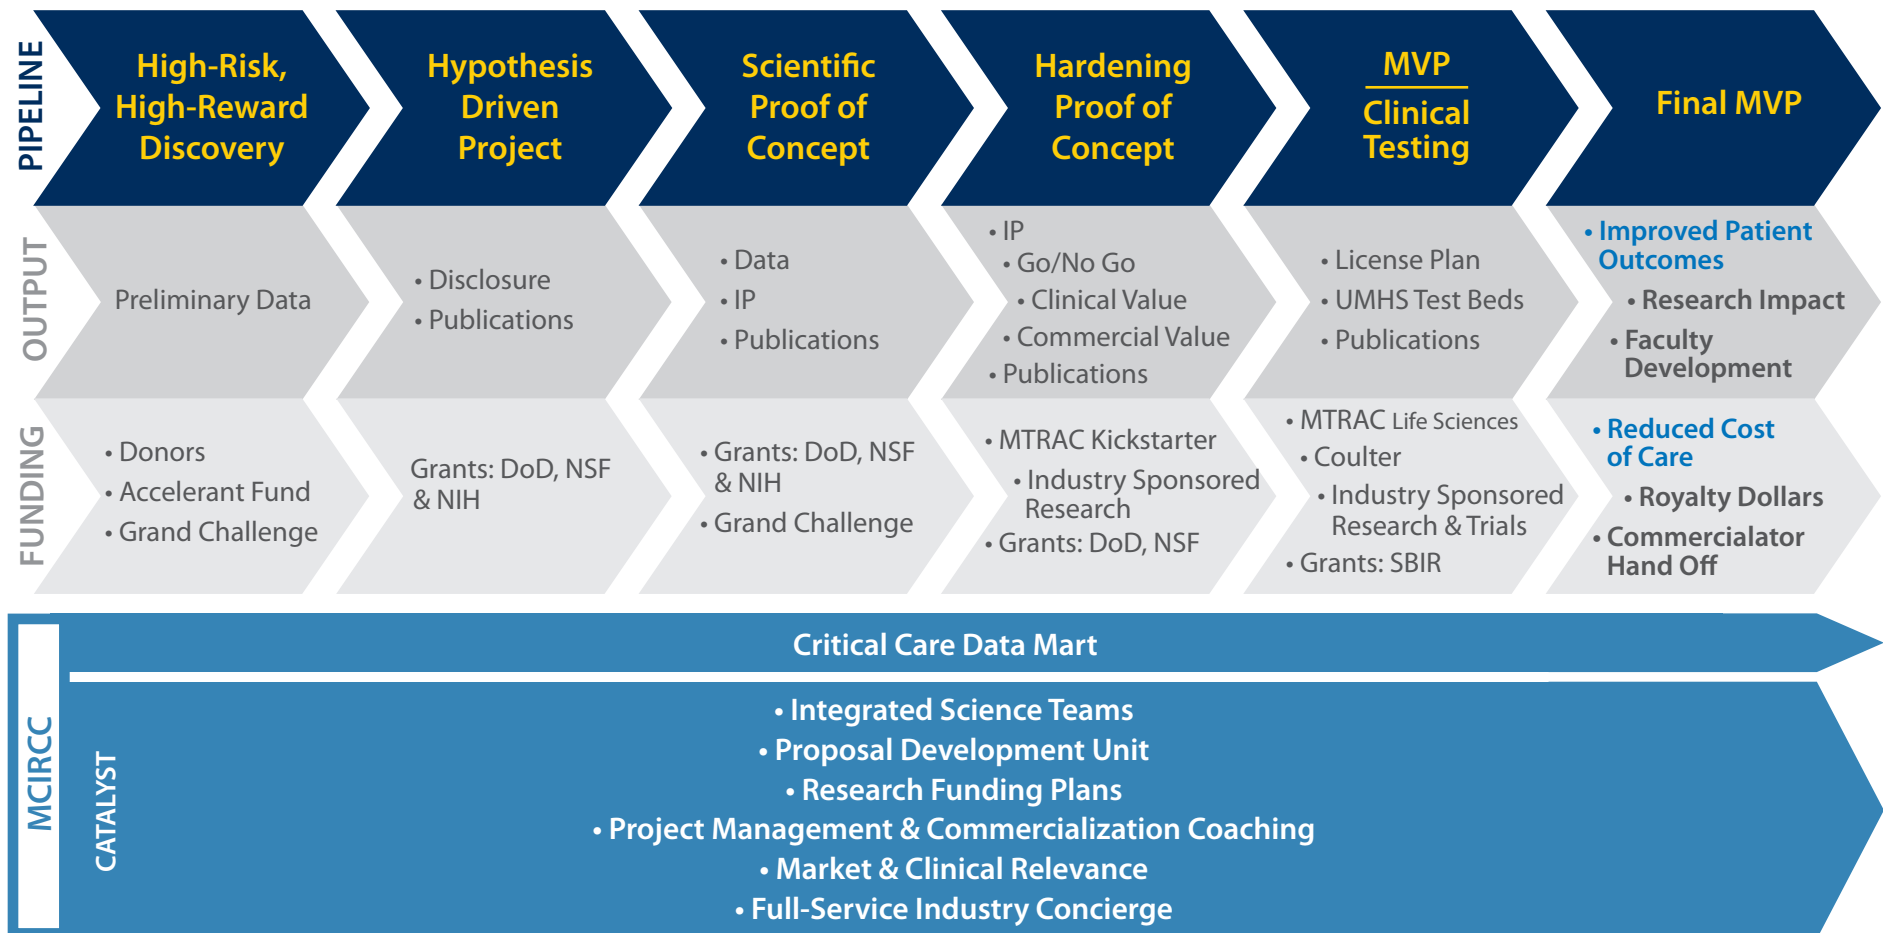 PIPELINE
High-Risk,
High-Reward
Discovery
Hypothesis
Driven
Project
Scientific
Proof of
Concept
Hardening
Proof of
Concept
MVP
Clinical
Testing
Final MVP
OUTPUT
Preliminary Data
• Disclosure
• Publications
• Data
• IP
• Publications
• IP
• Go/No Go
• Clinical Value
• Commercial Value
• Publications
• License Plan
• UMHS Test Beds
• Publications
• Improved Patient
Outcomes
• Research Impact
• Faculty
Development
FUNDING
• Donors
• Accelerant Fund
• Grand Challenge
Grants: DoD, NSF
& NIH
• Grants: DoD, NSF
& NIH
• Grand Challenge
• MTRAC Kickstarter
• Industry Sponsored
Research
• Grants: DoD, NSF
• MTRAC Life Sciences
• Coulter
• Industry Sponsored
Research & Trials
• Grants: SBIR
• Reduced Cost
of Care
• Royalty Dollars
• Commercialator
Hand Off
MCIRCC
Critical Care Data Mart
CATALYST
• Integrated Science Teams
• Proposal Development Unit
• Research Funding Plans
• Project Management & Commercialization Coaching
• Market & Clinical Relevance
• Full-Service Industry Concierge